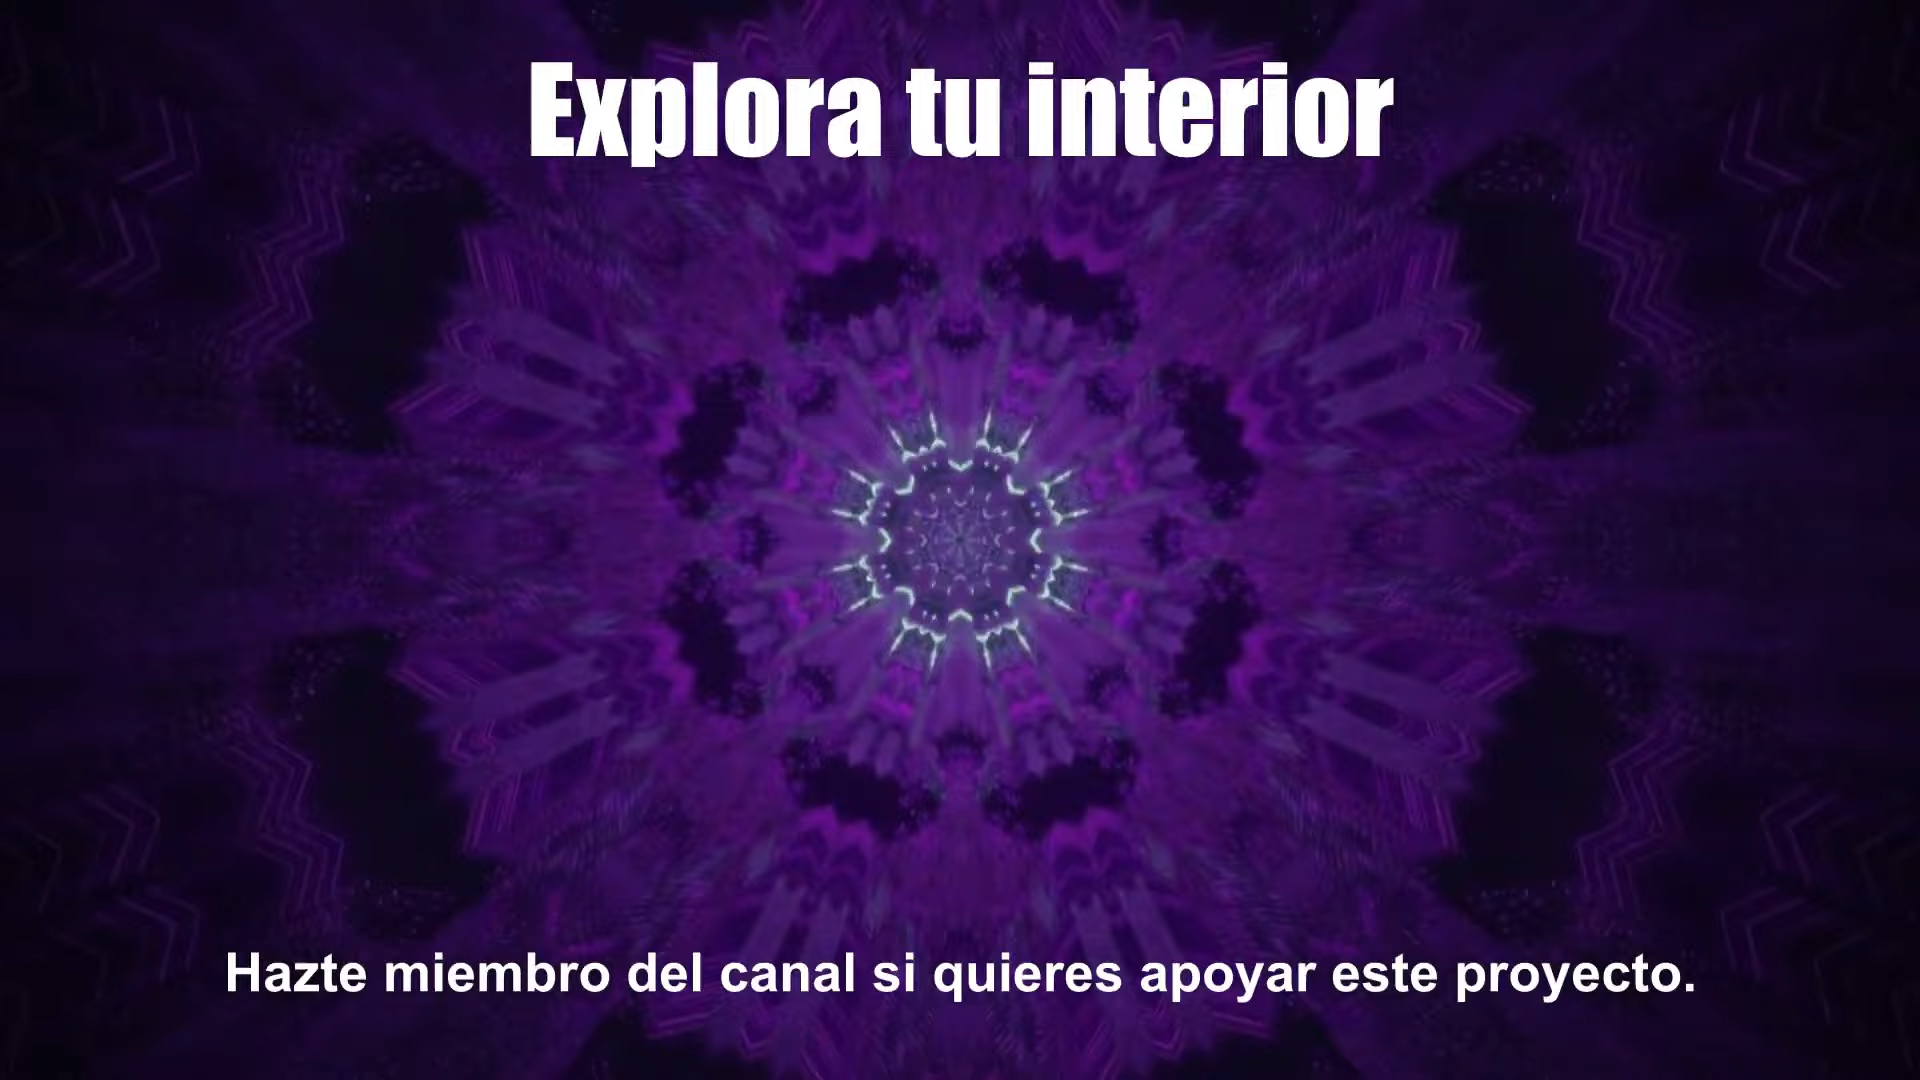 Explora tu interior
Hazte miembro del canal si quieres apoyar este proyecto.